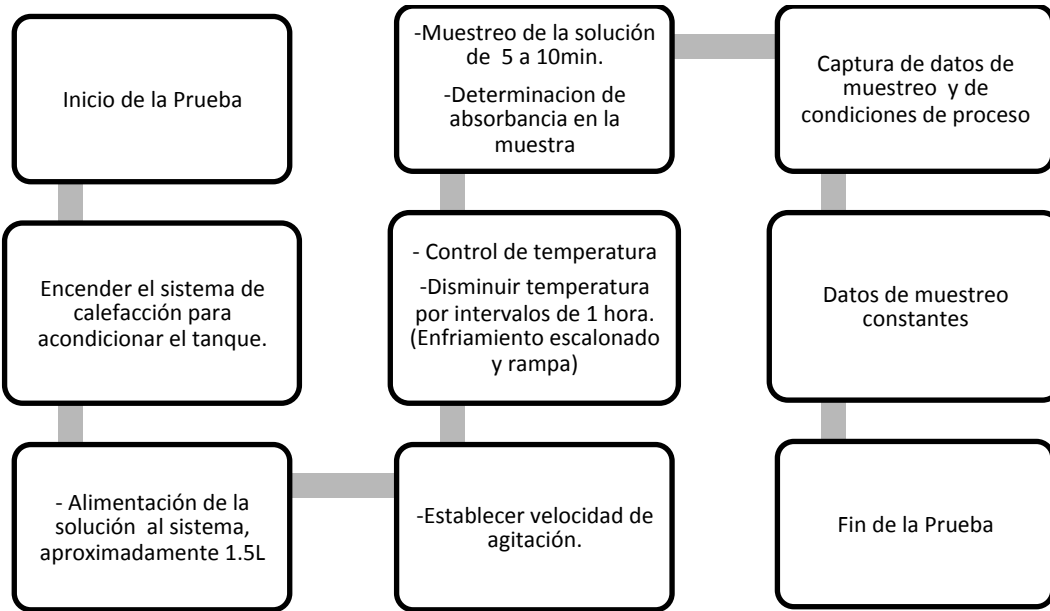 Inicio de la Prueba
Encender el sistema de
calefacción para
acondicionar el tanque.
- Alimentación de la
solución al sistema,
aproximadamente 1.5L
-Establecer velocidad de
agitación.
- Control de temperatura
-Disminuir temperatura
por intervalos de 1 hora.
(Enfriamiento escalonado
y rampa)
-Muestreo de la solución
de 5 a 10min.
-Determinacion de
absorbancia en la
muestra
Captura de datos de
muestreo y de
condiciones de proceso
Datos de muestreo
constantes
Fin de la Prueba